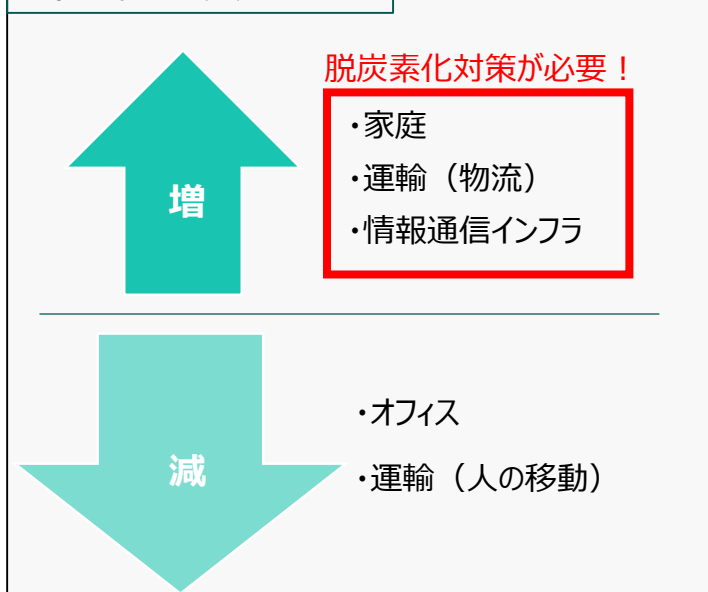 脱炭素化対策が必要！
・家庭
・運輸（物流）
・情報通信インフラ
増
・オフィス
・運輸（人の移動）
減